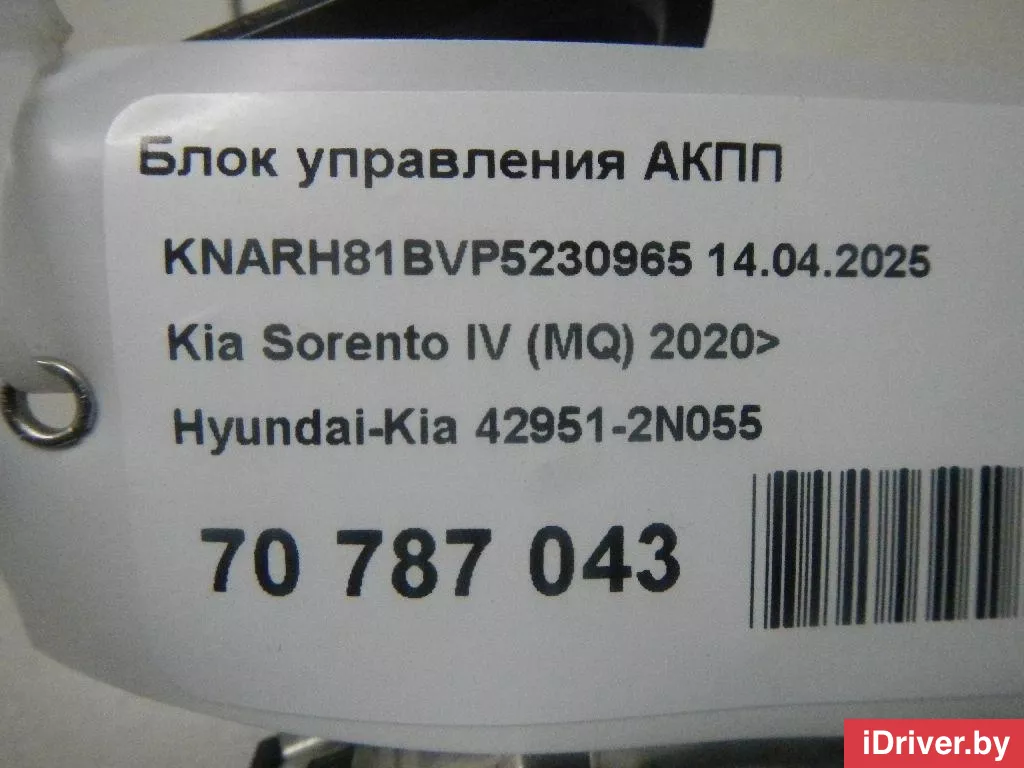 Блок управления АКПП
KNARH81BVP5230965 14.04.2025
Kia Sorento IV (MQ) 2020>
Hyundai-Kia 42951-2N055
70 787 043
iDriver.by